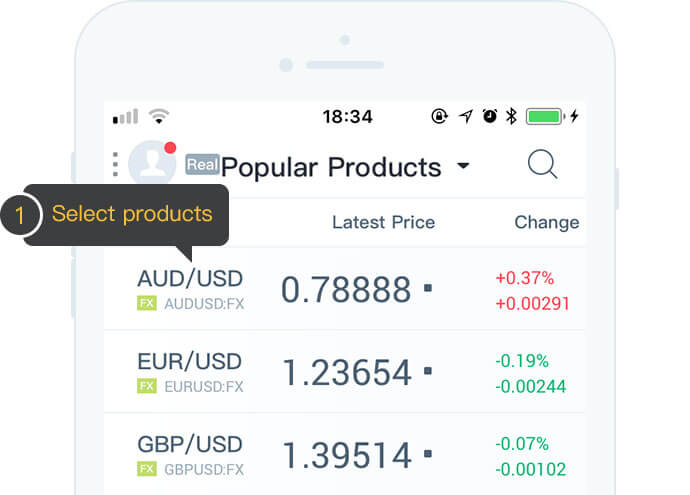 18:34
Real Popular Products
1 Select products
Latest Price Change
AUD/USD 0.78888 +0.37%
FX AUDUSD:FX +0.00291
EUR/USD 1.23654 -0.19%
FX EURUSD:FX -0.00244
GBP/USD 1.39514 -0.07%
FX GBPUSD:FX -0.00102